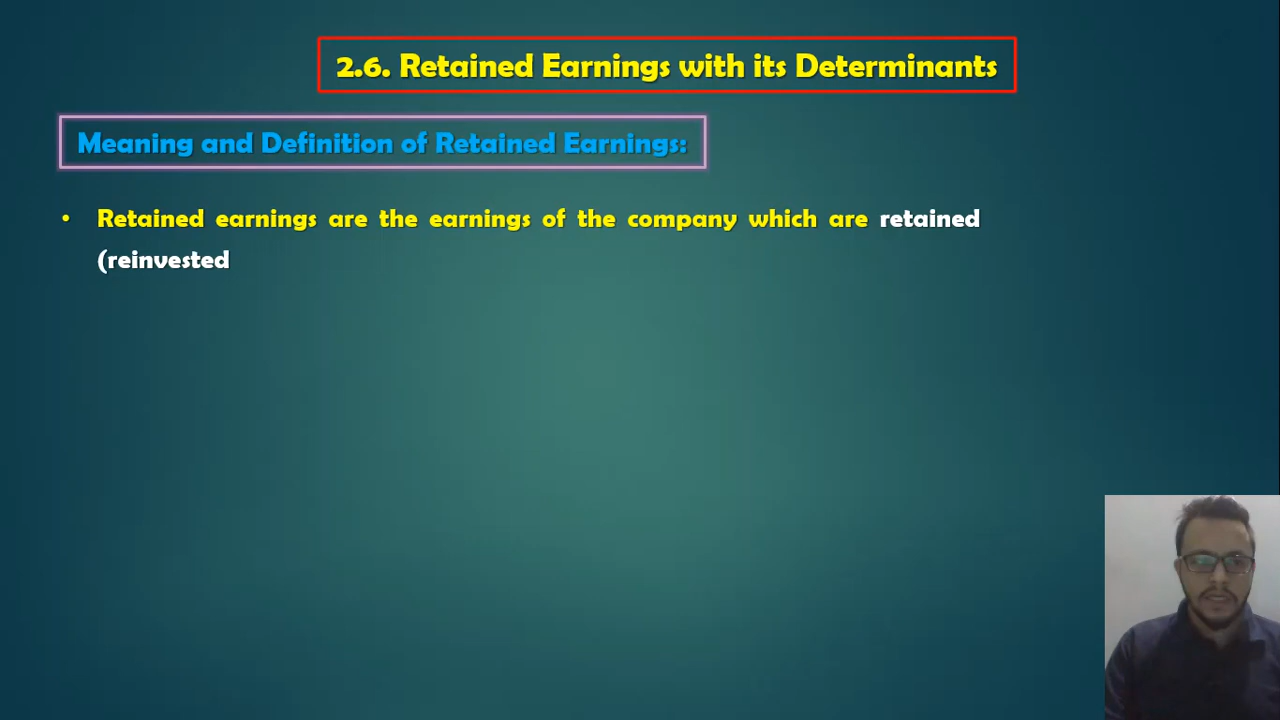 2.6. Retained Earnings with its Determinants
Meaning and Definition of Retained Earnings:
• Retained earnings are the earnings of the company which are retained
(reinvested